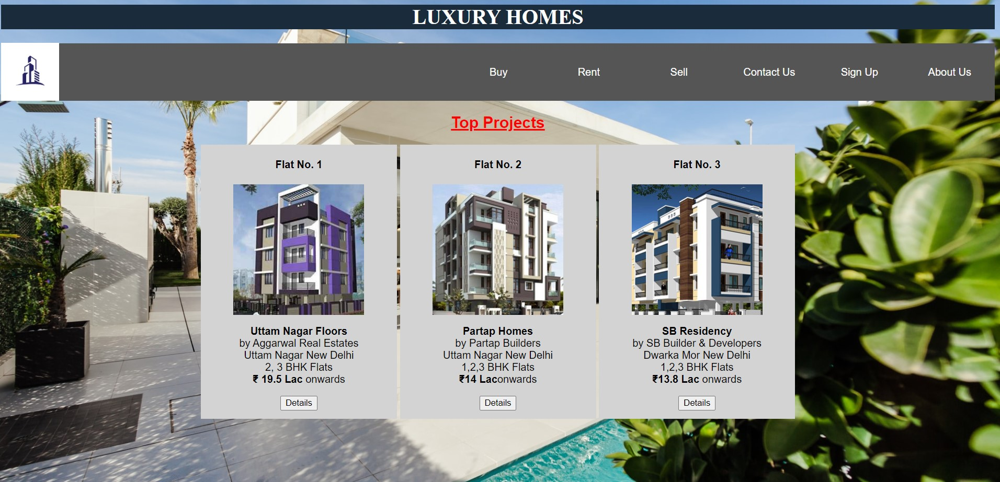 LUXURY HOMES
Buy Rent Sell Contact Us Sign Up About Us
Top Projects
Flat No. 1
Uttam Nagar Floors
by Aggarwal Real Estates
Uttam Nagar New Delhi
2, 3 BHK Flats
₹ 19.5 Lac onwards
Details
Flat No. 2
Partap Homes
by Partap Builders
Uttam Nagar New Delhi
1,2,3 BHK Flats
₹14 Laconwards
Details
Flat No. 3
SB Residency
by SB Builder & Developers
Dwarka Mor New Delhi
1,2,3 BHK Flats
₹13.8 Lac onwards
Details